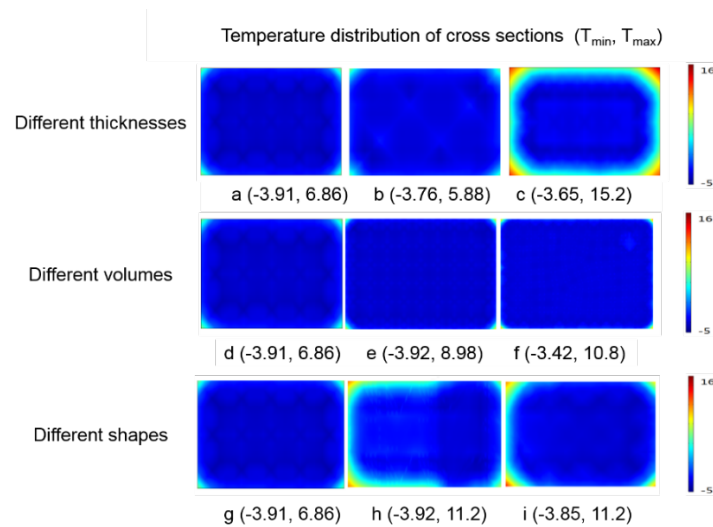 Temperature distribution of cross sections (Tmin, Tmax)
16
Different thicknesses
-5
a (-3.91, 6.86) b (-3.76, 5.88) c (-3.65, 15.2)
16
Different volumes
-5
d (-3.91, 6.86) e (-3.92, 8.98) f (-3.42, 10.8)
16
Different shapes
-5
g (-3.91, 6.86) h (-3.92, 11.2) i (-3.85, 11.2)